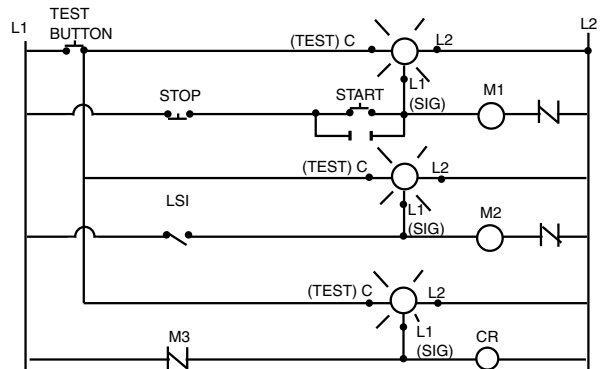 L1
TEST
BUTTON
(TEST) C
L2
L2
L1
(SIG)
STOP
START
M1
(TEST) C
L2
LSI
L1
(SIG)
M2
(TEST) C
L2
L1
(SIG)
M3
CR